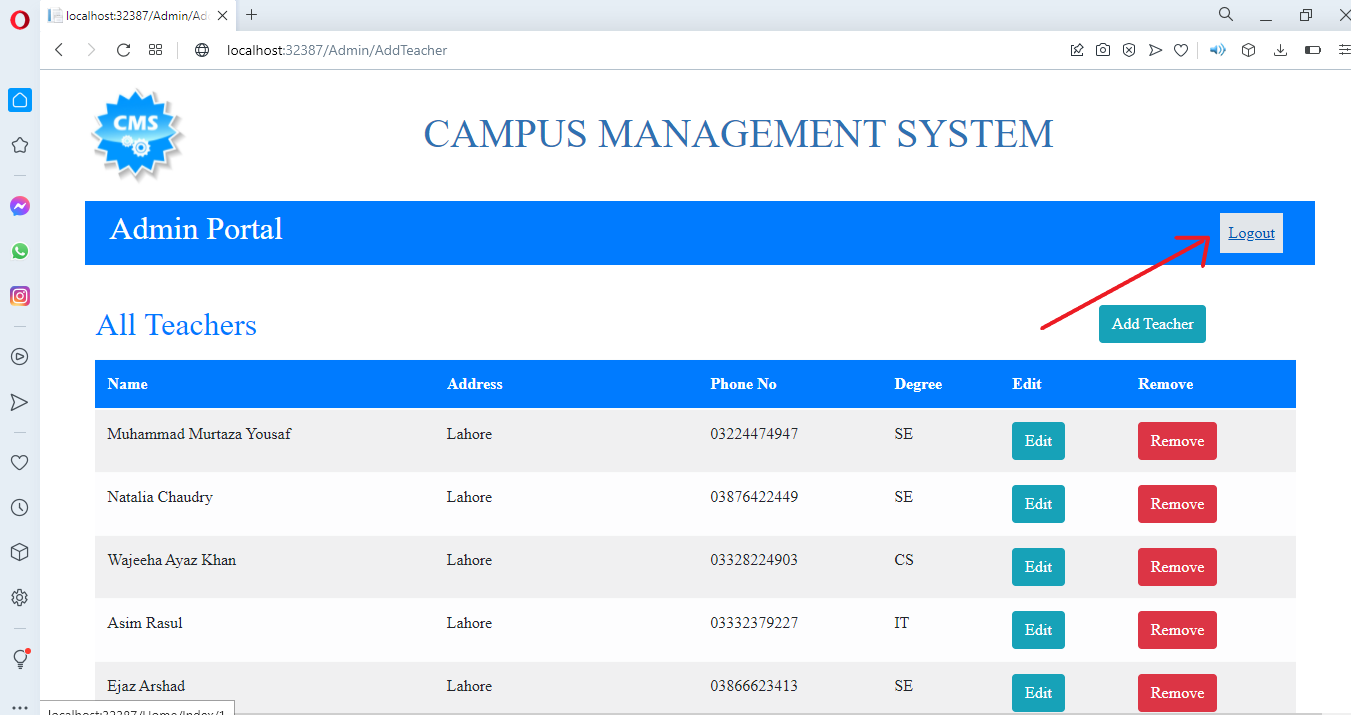 localhost:32387/Admin/Ad
localhost:32387/Admin/AddTeacher
CMS
CAMPUS MANAGEMENT SYSTEM
Admin Portal
Logout
All Teachers
Add Teacher
Name Address Phone No Degree Edit Remove
Muhammad Murtaza Yousaf Lahore 03224474947 SE Edit Remove
Natalia Chaudry Lahore 03876422449 SE Edit Remove
Wajeeha Ayaz Khan Lahore 03328224903 CS Edit Remove
Asim Rasul Lahore 03332379227 IT Edit Remove
Ejaz Arshad Lahore 03866623413 SE Edit Remove
localhost:32387/Home/Index/1